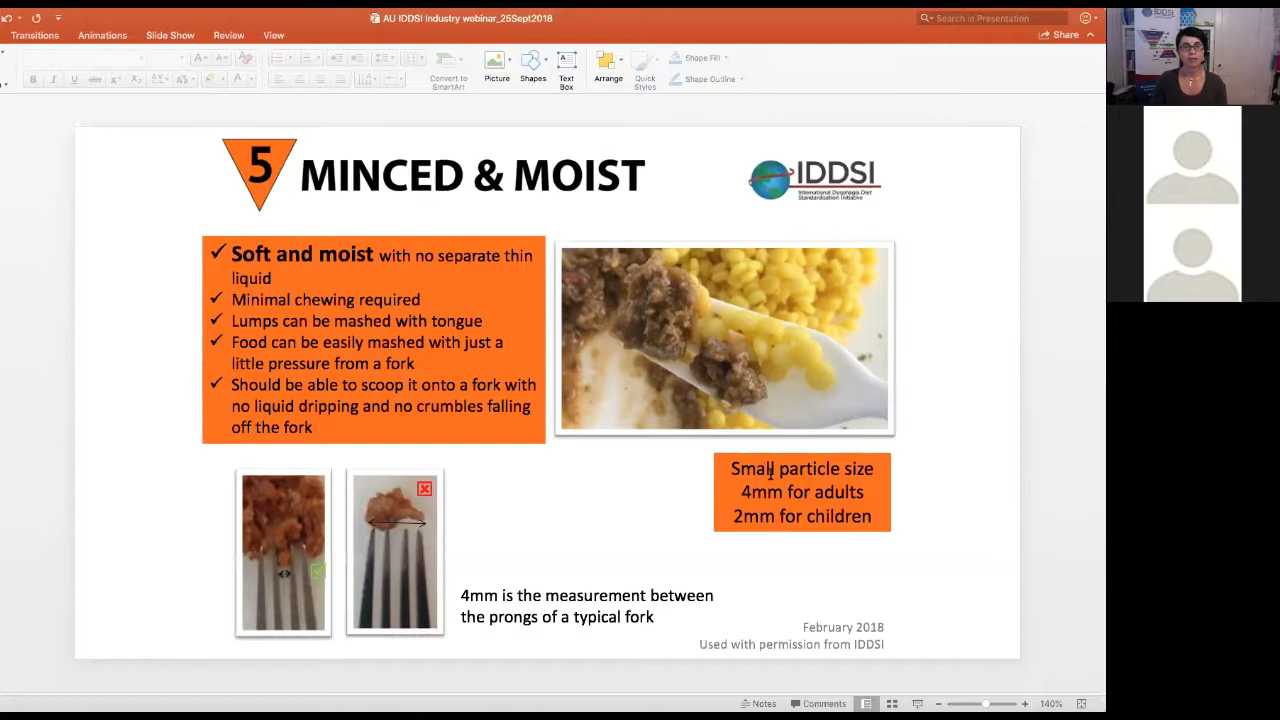 AU IDDSI Industry webinar_25Sept2018
Search in Presentation
Transitions Animations Slide Show Review View
Share
Convert to
SmartArt
Picture
Shapes
Text
Box
Arrange
Quick
Styles
Shape Fill
Shape Outline
5 MINCED & MOIST
IDDSI
International Dysphagia Diet
Standardisation Initiative
✓ Soft and moist with no separate thin
liquid
✓ Minimal chewing required
✓ Lumps can be mashed with tongue
✓ Food can be easily mashed with just a
little pressure from a fork
✓ Should be able to scoop it onto a fork with
no liquid dripping and no crumbles falling
off the fork
Small particle size
4mm for adults
2mm for children
4mm is the measurement between
the prongs of a typical fork
February 2018
Used with permission from IDDSI
Notes Comments 140%